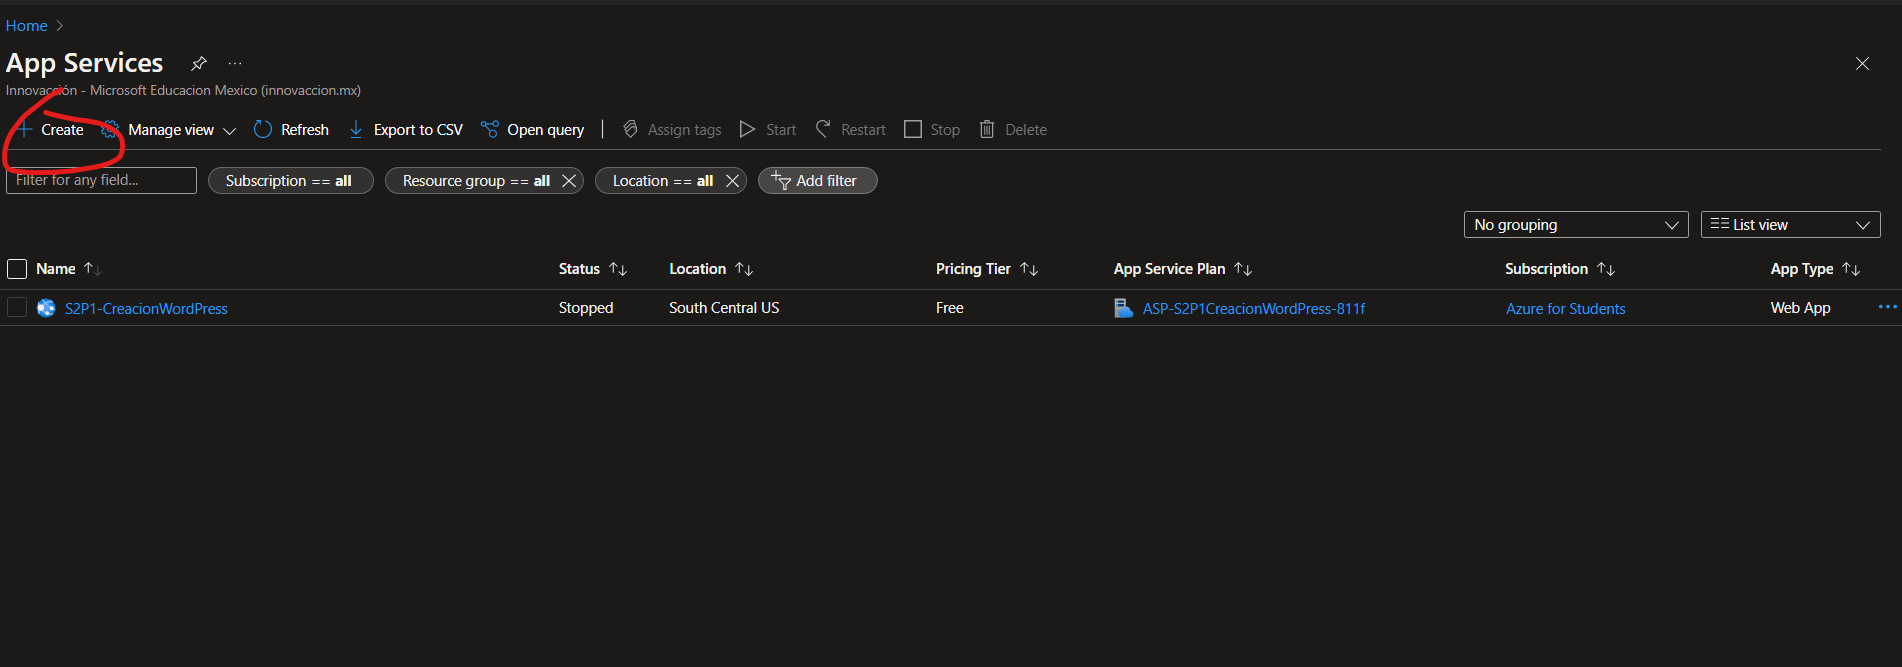 Home >
App Services ...
Innovacción - Microsoft Educacion Mexico (innovaccion.mx)
+ Create Manage view Refresh Export to CSV Open query | Assign tags Start Restart Stop Delete
Filter for any field... Subscription == all Resource group == all Location == all Add filter
No grouping List view
Name Status Location Pricing Tier App Service Plan Subscription App Type
S2P1-CreacionWordPress Stopped South Central US Free ASP-S2P1CreacionWordPress-811f Azure for Students Web App ...